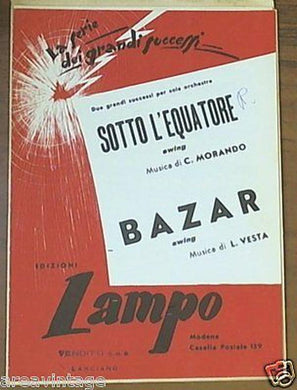 La serie
dei grandi successi
Due grandi successi per sola orchestra
SOTTO L'EQUATORE
swing
Musica di C. MORANDO
BAZAR
swing
Musica di L. VESTA
EDIZIONI
Lampo
Modena
Casella Postale 139
LANCIANO
areavintage